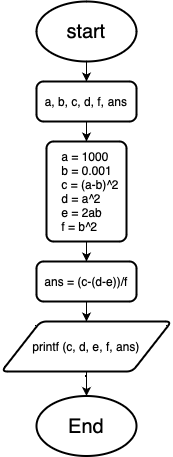 start
a, b, c, d, f, ans
a = 1000
b = 0.001
c = (a-b)^2
d = a^2
e = 2ab
f = b^2
ans = (c-(d-e))/f
printf (c, d, e, f, ans)
End